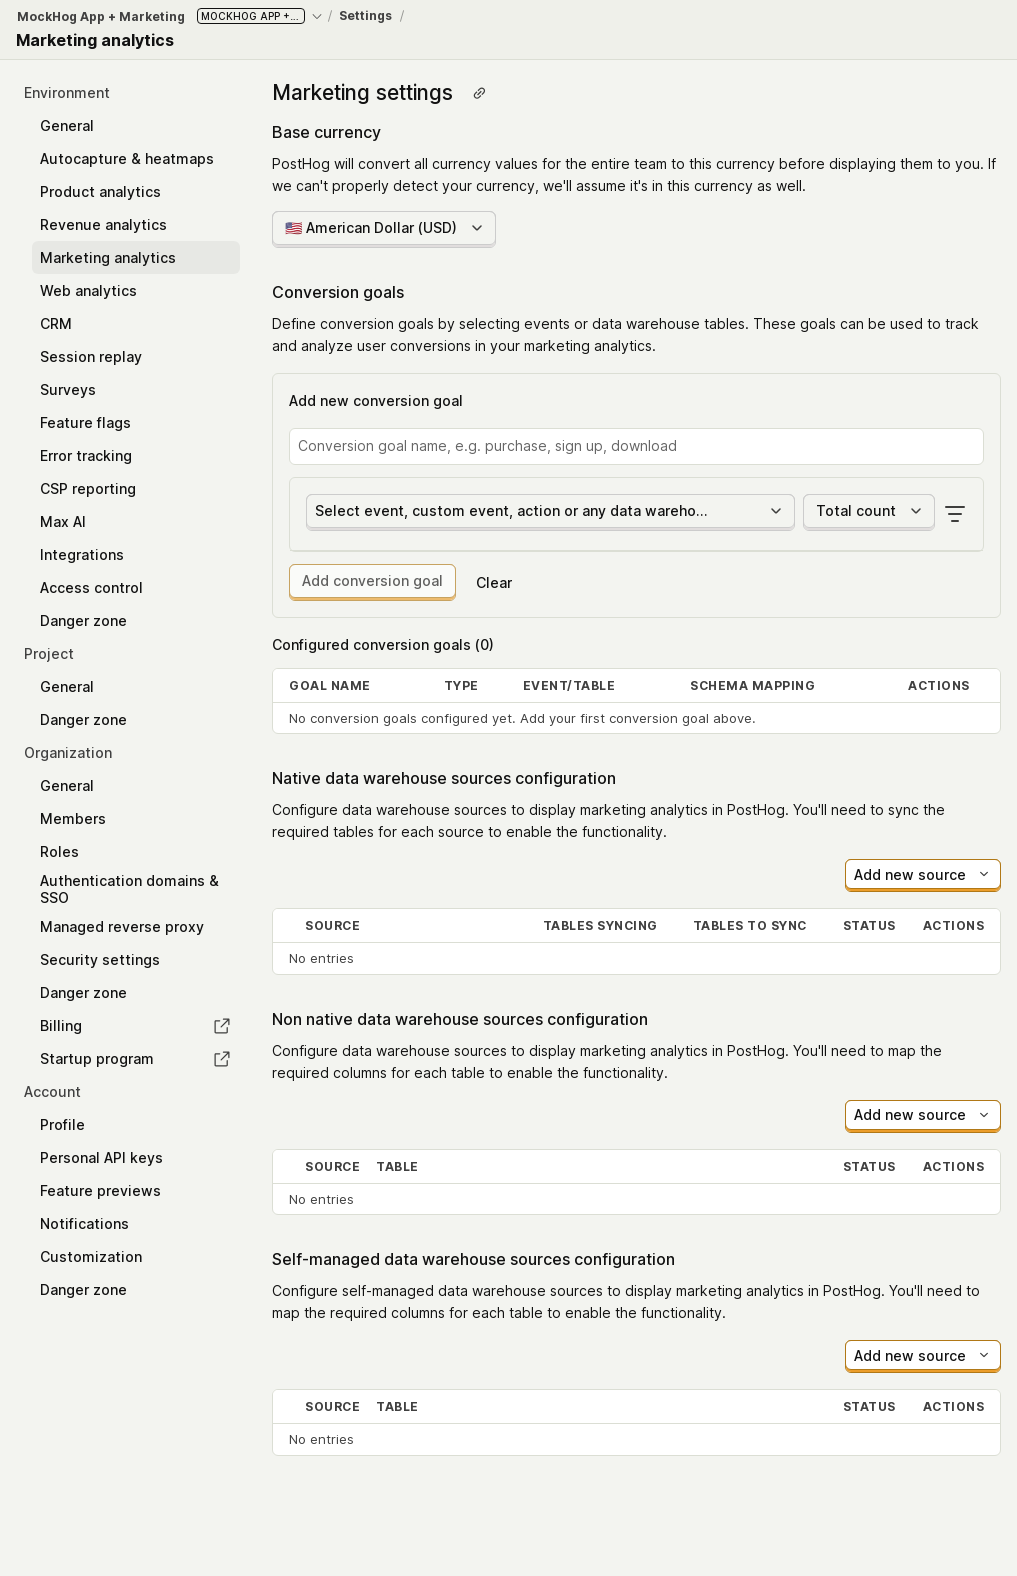 MockHog App + Marketing MOCKHOG APP +... / Settings /
Marketing analytics
Environment
General
Autocapture & heatmaps
Product analytics
Revenue analytics
Marketing analytics
Web analytics
CRM
Session replay
Surveys
Feature flags
Error tracking
CSP reporting
Max AI
Integrations
Access control
Danger zone
Project
General
Danger zone
Organization
General
Members
Roles
Authentication domains &
SSO
Managed reverse proxy
Security settings
Danger zone
Billing
Startup program
Account
Profile
Personal API keys
Feature previews
Notifications
Customization
Danger zone
Marketing settings
Base currency
PostHog will convert all currency values for the entire team to this currency before displaying them to you. If
we can't properly detect your currency, we'll assume it's in this currency as well.
🇺🇸 American Dollar (USD)
Conversion goals
Define conversion goals by selecting events or data warehouse tables. These goals can be used to track
and analyze user conversions in your marketing analytics.
Add new conversion goal
Conversion goal name, e.g. purchase, sign up, download
Select event, custom event, action or any data wareho... Total count
Add conversion goal Clear
Configured conversion goals (0)
GOAL NAME TYPE EVENT/TABLE SCHEMA MAPPING ACTIONS
No conversion goals configured yet. Add your first conversion goal above.
Native data warehouse sources configuration
Configure data warehouse sources to display marketing analytics in PostHog. You'll need to sync the
required tables for each source to enable the functionality.
Add new source
SOURCE TABLES SYNCING TABLES TO SYNC STATUS ACTIONS
No entries
Non native data warehouse sources configuration
Configure data warehouse sources to display marketing analytics in PostHog. You'll need to map the
required columns for each table to enable the functionality.
Add new source
SOURCE TABLE STATUS ACTIONS
No entries
Self-managed data warehouse sources configuration
Configure self-managed data warehouse sources to display marketing analytics in PostHog. You'll need to
map the required columns for each table to enable the functionality.
Add new source
SOURCE TABLE STATUS ACTIONS
No entries